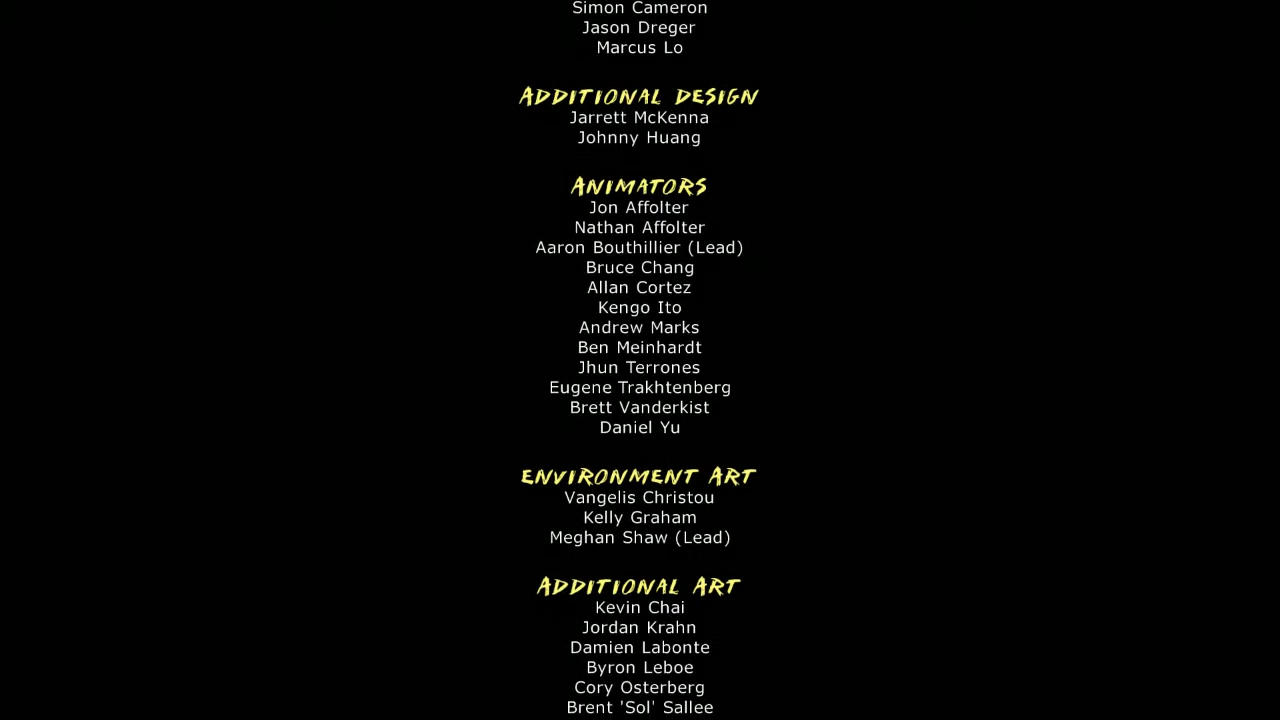 Simon Cameron
Jason Dreger
Marcus Lo
ADDITIONAL DESIGN
Jarrett McKenna
Johnny Huang
ANIMATORS
Jon Affolter
Nathan Affolter
Aaron Bouthillier (Lead)
Bruce Chang
Allan Cortez
Kengo Ito
Andrew Marks
Ben Meinhardt
Jhun Terrones
Eugene Trakhtenberg
Brett Vanderkist
Daniel Yu
ENVIRONMENT ART
Vangelis Christou
Kelly Graham
Meghan Shaw (Lead)
ADDITIONAL ART
Kevin Chai
Jordan Krahn
Damien Labonte
Byron Leboe
Cory Osterberg
Brent 'Sol' Sallee